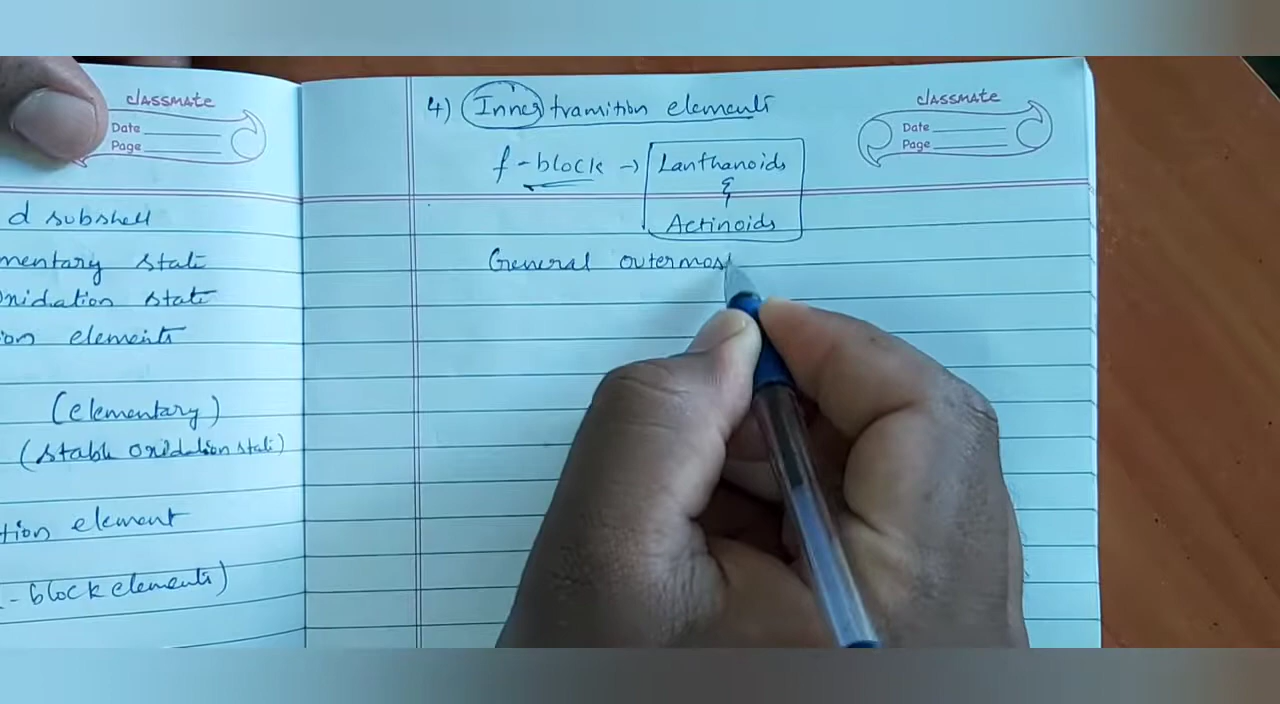 classmate
Date
Page
d subshell
mentary state
oxidation state
on elements
(elementary)
(stable oxidation state)
tion element
- block elements)
classmate
Date
Page
4) Inner transition elements
f-block → Lanthanoids
&
Actinoids
General outermost